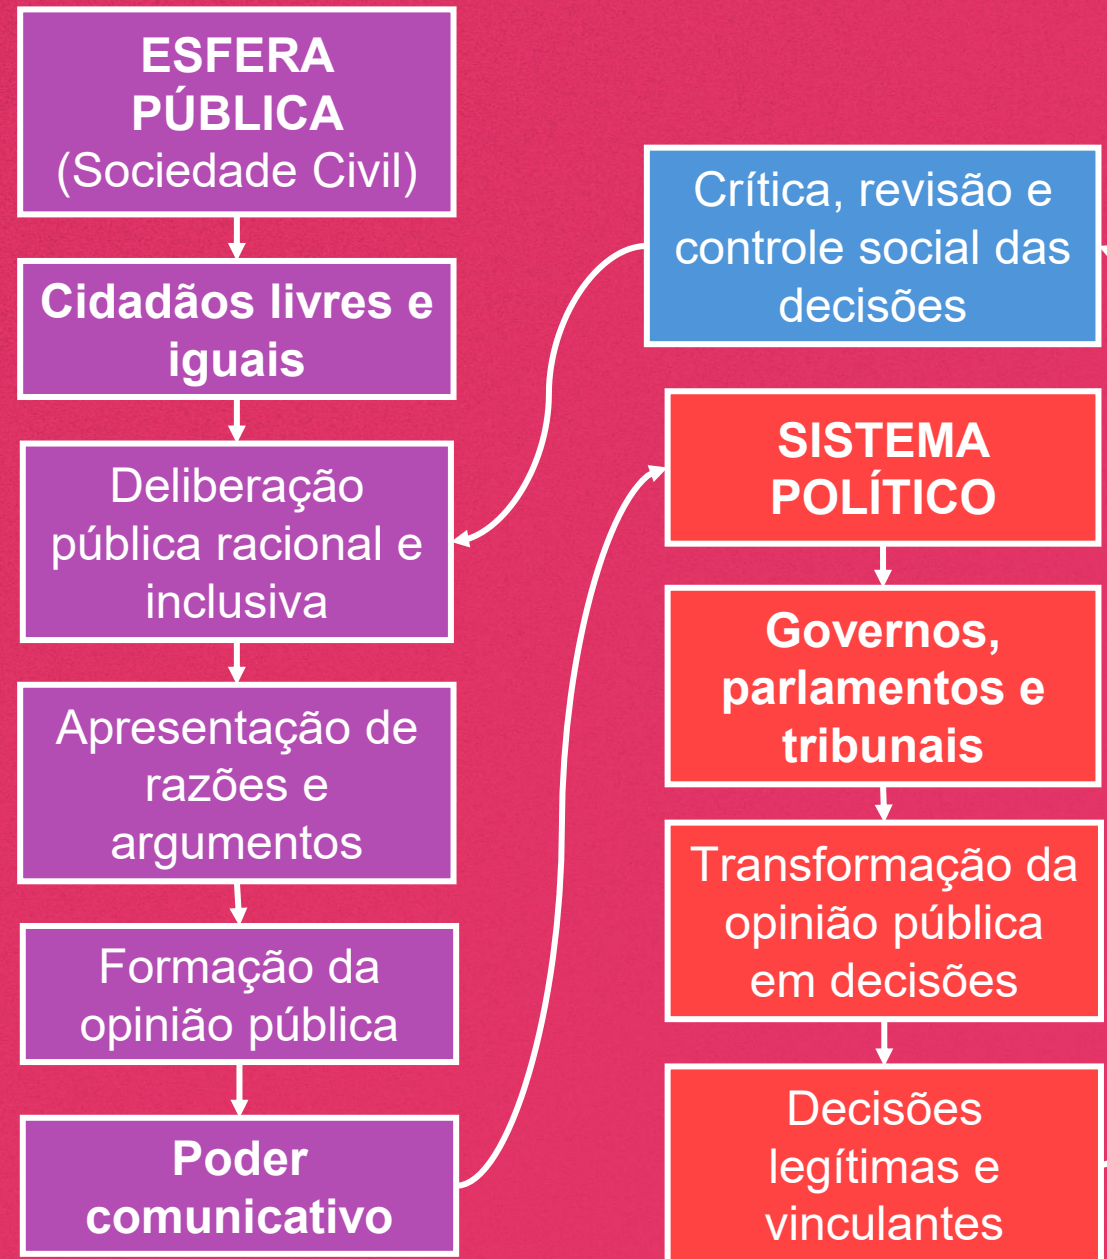 ESFERA
PÚBLICA
(Sociedade Civil)
Cidadãos livres e
iguais
Deliberação
pública racional e
inclusiva
Apresentação de
razões e
argumentos
Formação da
opinião pública
Poder
comunicativo
Crítica, revisão e
controle social das
decisões
SISTEMA
POLÍTICO
Governos,
parlamentos e
tribunais
Transformação da
opinião pública
em decisões
Decisões
legítimas e
vinculantes